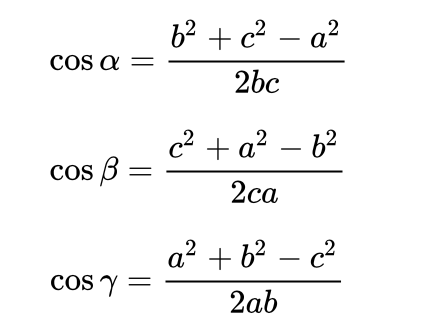 cos α = (b² + c² − a²) / 2bc
cos β = (c² + a² − b²) / 2ca
cos γ = (a² + b² − c²) / 2ab